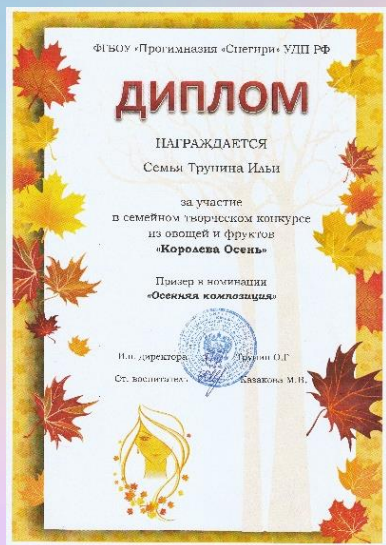 ФГБОУ «Прогимназия «Снегири» УДП РФ
ДИПЛОМ
НАГРАЖДАЕТСЯ
Семья Трунина Ильи
за участие
в семейном творческом конкурсе
из овощей и фруктов
«Королева Осень»
Призер в номинации
«Осенняя композиция»
И.о. директора
Ст. воспитатель Казакова М.Н.